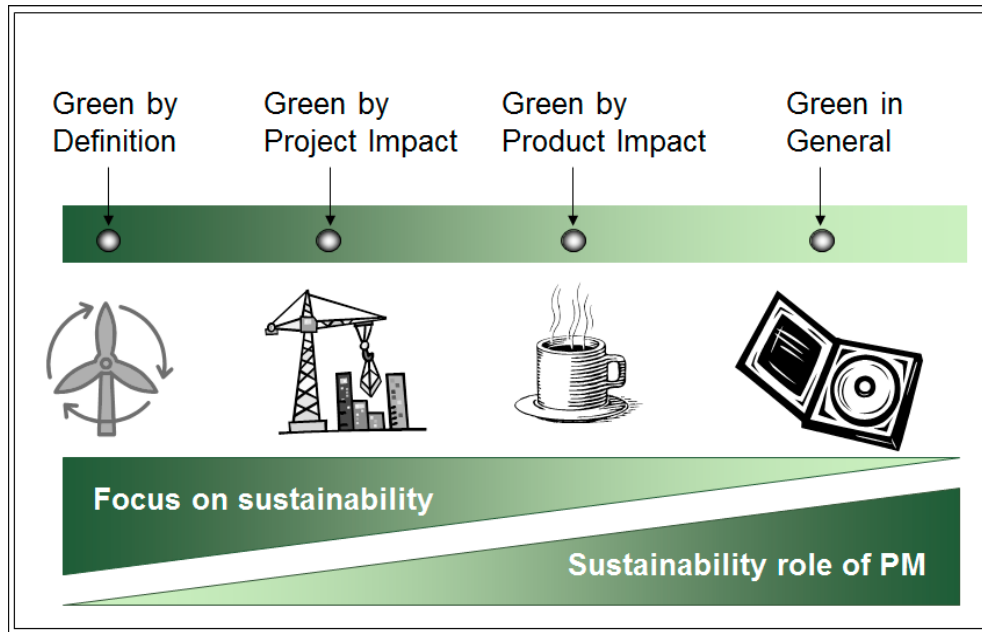 Green by
Definition
Green by
Project Impact
Green by
Product Impact
Green in
General
Focus on sustainability
Sustainability role of PM